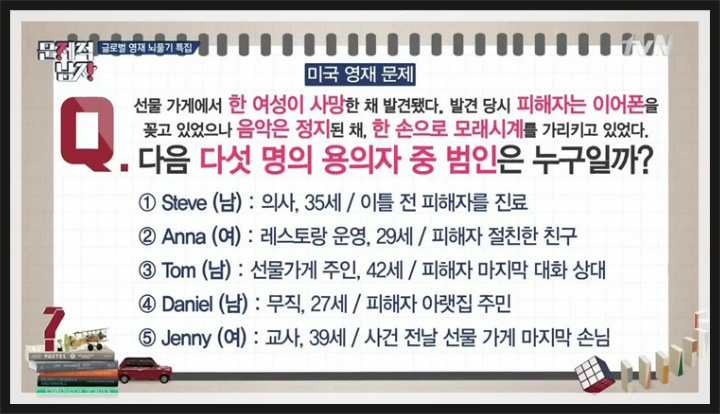 문제적
남자
글로벌 영재 뇌풀기 특집
tvN
미국 영재 문제
Q.
선물 가게에서 한 여성이 사망한 채 발견됐다. 발견 당시 피해자는 이어폰을
꽂고 있었으나 음악은 정지된 채, 한 손으로 모래시계를 가리키고 있었다.
다음 다섯 명의 용의자 중 범인은 누구일까?
① Steve (남) : 의사, 35세 / 이틀 전 피해자를 진료
② Anna (여) : 레스토랑 운영, 29세 / 피해자 절친한 친구
③ Tom (남) : 선물가게 주인, 42세 / 피해자 마지막 대화 상대
④ Daniel (남) : 무직, 27세 / 피해자 아랫집 주민
⑤ Jenny (여) : 교사, 39세 / 사건 전날 선물 가게 마지막 손님
?
PASTEL